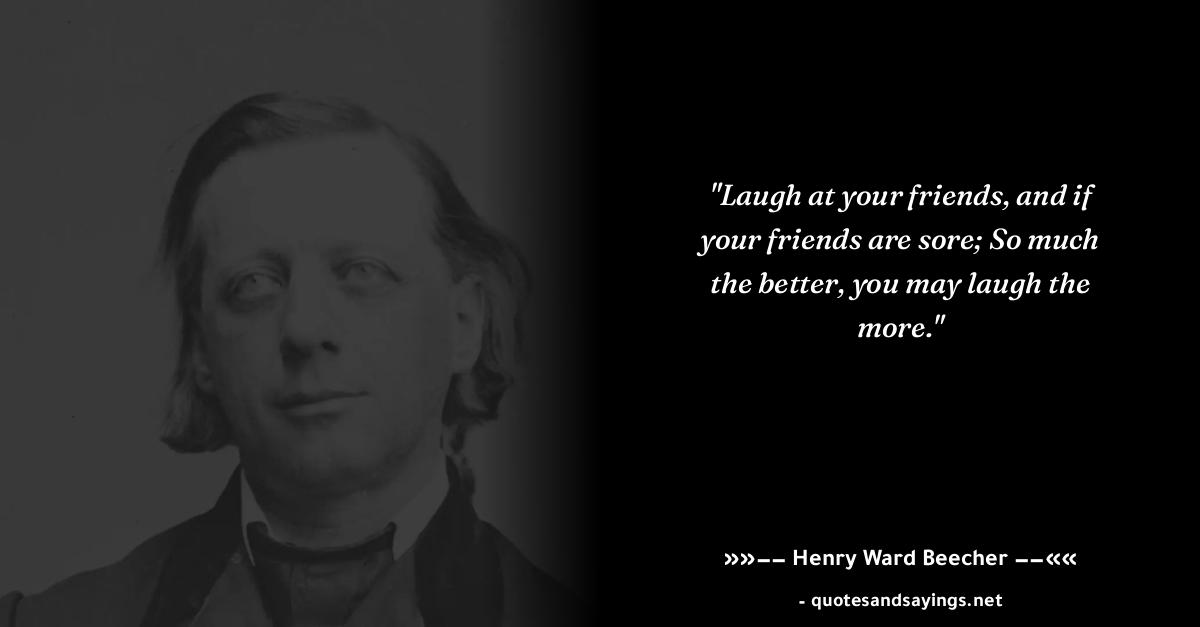 "Laugh at your friends, and if
your friends are sore; So much
the better, you may laugh the
more."
»»–– Henry Ward Beecher ––««
- quotesandsayings.net